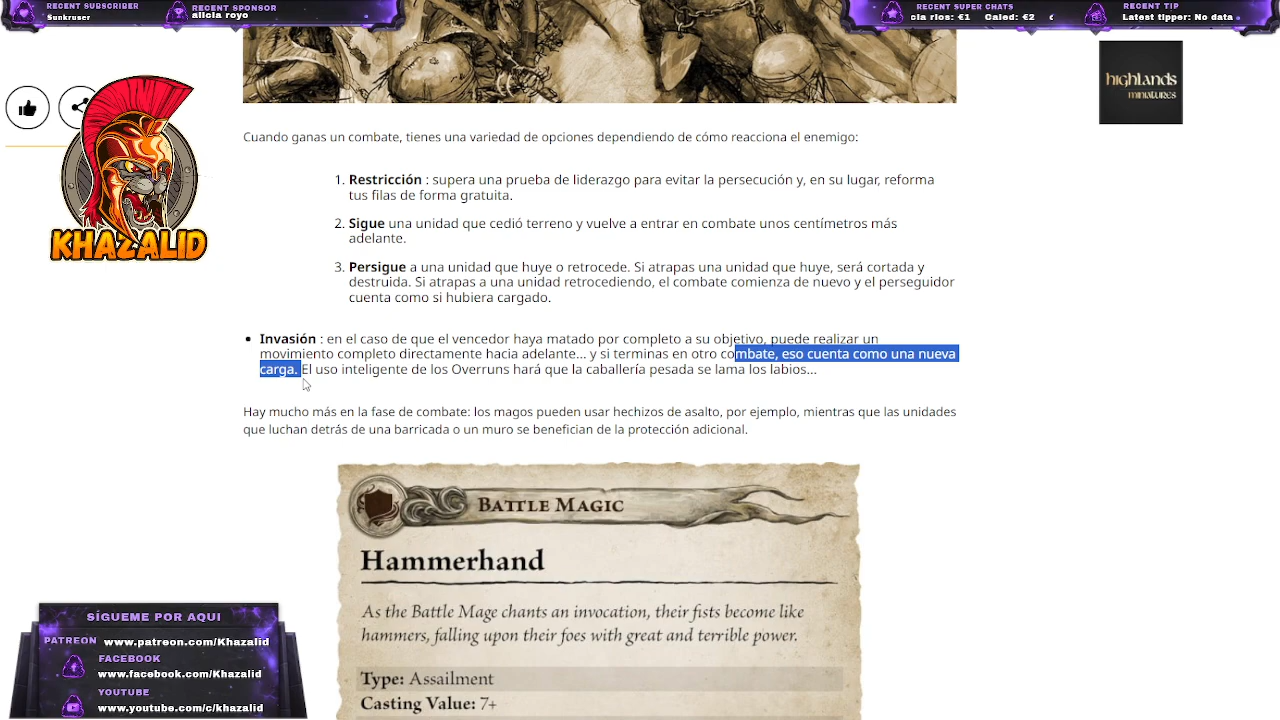 RECENT SUBSCRIBER
Sunkruser
RECENT SPONSOR
alicia royo
RECENT SUPER CHATS
cia rios: €1 Caled: €2
RECENT TIP
Latest tipper: No data
highlands
miniatures
KHAZALID
Cuando ganas un combate, tienes una variedad de opciones dependiendo de cómo reacciona el enemigo:
1. Restricción : supera una prueba de liderazgo para evitar la persecución y, en su lugar, reforma
tus filas de forma gratuita.
2. Sigue una unidad que cedió terreno y vuelve a entrar en combate unos centímetros más
adelante.
3. Persigue a una unidad que huye o retrocede. Si atrapas una unidad que huye, será cortada y
destruida. Si atrapas a una unidad retrocediendo, el combate comienza de nuevo y el perseguidor
cuenta como si hubiera cargado.
• Invasión : en el caso de que el vencedor haya matado por completo a su objetivo, puede realizar un
movimiento completo directamente hacia adelante... y si terminas en otro combate, eso cuenta como una nueva
carga. El uso inteligente de los Overruns hará que la caballería pesada se lama los labios...
Hay mucho más en la fase de combate: los magos pueden usar hechizos de asalto, por ejemplo, mientras que las unidades
que luchan detrás de una barricada o un muro se benefician de la protección adicional.
BATTLE MAGIC
Hammerhand
As the Battle Mage chants an invocation, their fists become like
hammers, falling upon their foes with great and terrible power.
Type: Assailment
Casting Value: 7+
SÍGUEME POR AQUI
PATREON www.patreon.com/Khazalid
FACEBOOK
www.facebook.com/Khazalid
YOUTUBE
www.youtube.com/c/khazalid